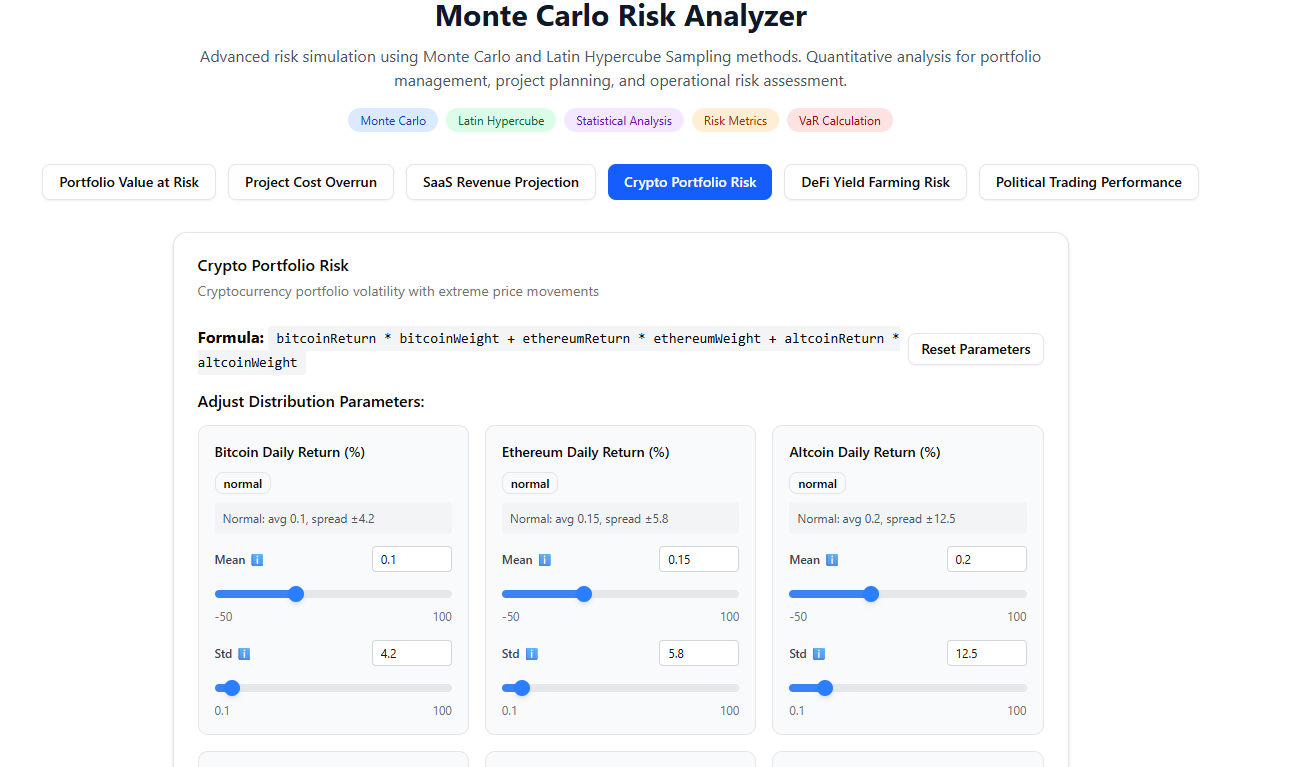 Monte Carlo Risk Analyzer
Advanced risk simulation using Monte Carlo and Latin Hypercube Sampling methods. Quantitative analysis for portfolio
management, project planning, and operational risk assessment.
Monte Carlo
Latin Hypercube
Statistical Analysis
Risk Metrics
VaR Calculation
Portfolio Value at Risk
Project Cost Overrun
SaaS Revenue Projection
Crypto Portfolio Risk
DeFi Yield Farming Risk
Political Trading Performance
Crypto Portfolio Risk
Cryptocurrency portfolio volatility with extreme price movements
Formula: bitcoinReturn * bitcoinWeight + ethereumReturn * ethereumWeight + altcoinReturn *
altcoinWeight
Reset Parameters
Adjust Distribution Parameters:
Bitcoin Daily Return (%)
normal
Normal: avg 0.1, spread ±4.2
Mean ℹ️ 0.1
-50 100
Std ℹ️ 4.2
0.1 100
Ethereum Daily Return (%)
normal
Normal: avg 0.15, spread ±5.8
Mean ℹ️ 0.15
-50 100
Std ℹ️ 5.8
0.1 100
Altcoin Daily Return (%)
normal
Normal: avg 0.2, spread ±12.5
Mean ℹ️ 0.2
-50 100
Std ℹ️ 12.5
0.1 100